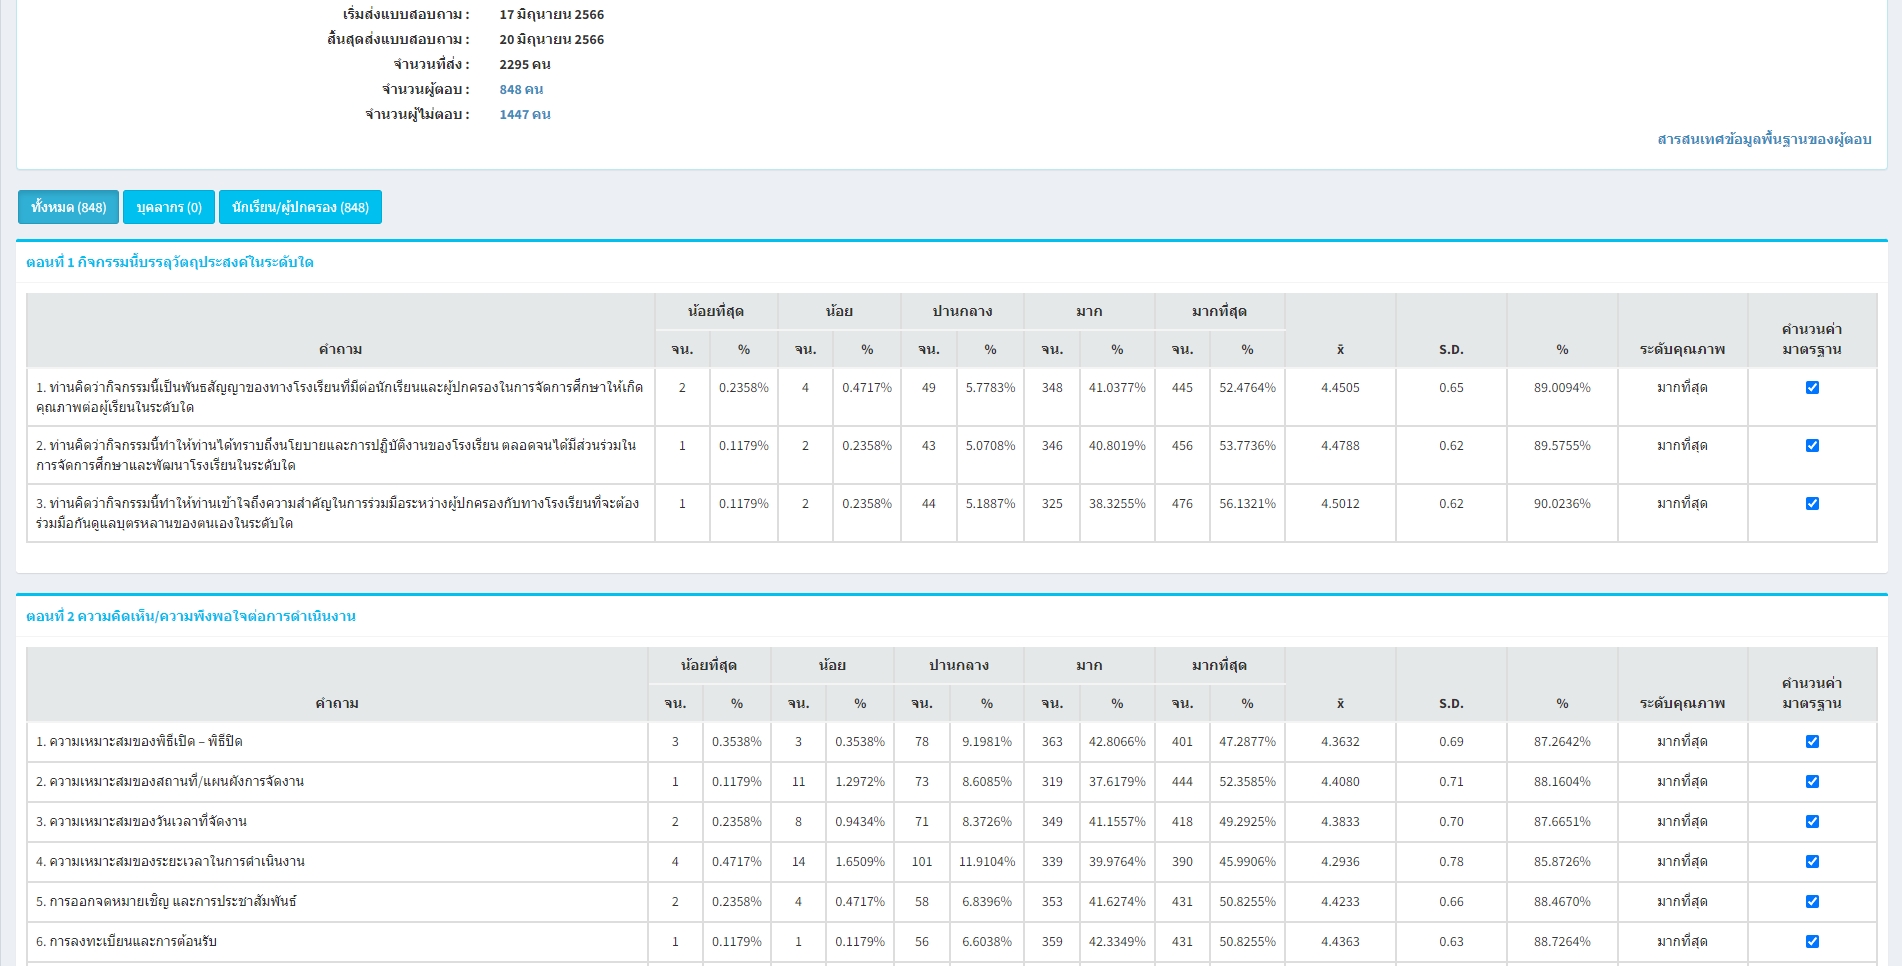 เริ่มส่งแบบสอบถาม : 17 มิถุนายน 2566
สิ้นสุดส่งแบบสอบถาม : 20 มิถุนายน 2566
จำนวนที่ส่ง : 2295 คน
จำนวนผู้ตอบ : 848 คน
จำนวนผู้ไม่ตอบ : 1447 คน
สารสนเทศข้อมูลพื้นฐานของผู้ตอบ
ทั้งหมด (848) บุคลากร (0) นักเรียน/ผู้ปกครอง (848)
ตอนที่ 1 กิจกรรมนี้บรรลุวัตถุประสงค์ในระดับใด
น้อยที่สุด น้อย ปานกลาง มาก มากที่สุด
คำนวนค่า
คำถาม จน. % จน. % จน. % จน. % จน. % x̄ S.D. % ระดับคุณภาพ มาตรฐาน
1. ท่านคิดว่ากิจกรรมนี้เป็นพันธสัญญาของทางโรงเรียนที่มีต่อนักเรียนและผู้ปกครองในการจัดการศึกษาให้เกิด 2 0.2358% 4 0.4717% 49 5.7783% 348 41.0377% 445 52.4764% 4.4505 0.65 89.0094% มากที่สุด
คุณภาพต่อผู้เรียนในระดับใด
2. ท่านคิดว่ากิจกรรมนี้ทำให้ท่านได้ทราบถึงนโยบายและการปฏิบัติงานของโรงเรียน ตลอดจนได้มีส่วนร่วมใน 1 0.1179% 2 0.2358% 43 5.0708% 346 40.8019% 456 53.7736% 4.4788 0.62 89.5755% มากที่สุด
การจัดการศึกษาและพัฒนาโรงเรียนในระดับใด
3. ท่านคิดว่ากิจกรรมนี้ทำให้ท่านเข้าใจถึงความสำคัญในการร่วมมือระหว่างผู้ปกครองกับทางโรงเรียนที่จะต้อง 1 0.1179% 2 0.2358% 44 5.1887% 325 38.3255% 476 56.1321% 4.5012 0.62 90.0236% มากที่สุด
ร่วมมือกันดูแลบุตรหลานของตนเองในระดับใด
ตอนที่ 2 ความคิดเห็น/ความพึงพอใจต่อการดำเนินงาน
น้อยที่สุด น้อย ปานกลาง มาก มากที่สุด
คำนวนค่า
คำถาม จน. % จน. % จน. % จน. % จน. % x̄ S.D. % ระดับคุณภาพ มาตรฐาน
1. ความเหมาะสมของพิธีเปิด – พิธีปิด 3 0.3538% 3 0.3538% 78 9.1981% 363 42.8066% 401 47.2877% 4.3632 0.69 87.2642% มากที่สุด
2. ความเหมาะสมของสถานที่/แผนผังการจัดงาน 1 0.1179% 11 1.2972% 73 8.6085% 319 37.6179% 444 52.3585% 4.4080 0.71 88.1604% มากที่สุด
3. ความเหมาะสมของวันเวลาที่จัดงาน 2 0.2358% 8 0.9434% 71 8.3726% 349 41.1557% 418 49.2925% 4.3833 0.70 87.6651% มากที่สุด
4. ความเหมาะสมของระยะเวลาในการดำเนินงาน 4 0.4717% 14 1.6509% 101 11.9104% 339 39.9764% 390 45.9906% 4.2936 0.78 85.8726% มากที่สุด
5. การออกจดหมายเชิญ และการประชาสัมพันธ์ 2 0.2358% 4 0.4717% 58 6.8396% 353 41.6274% 431 50.8255% 4.4233 0.66 88.4670% มากที่สุด
6. การลงทะเบียนและการต้อนรับ 1 0.1179% 1 0.1179% 56 6.6038% 359 42.3349% 431 50.8255% 4.4363 0.63 88.7264% มากที่สุด